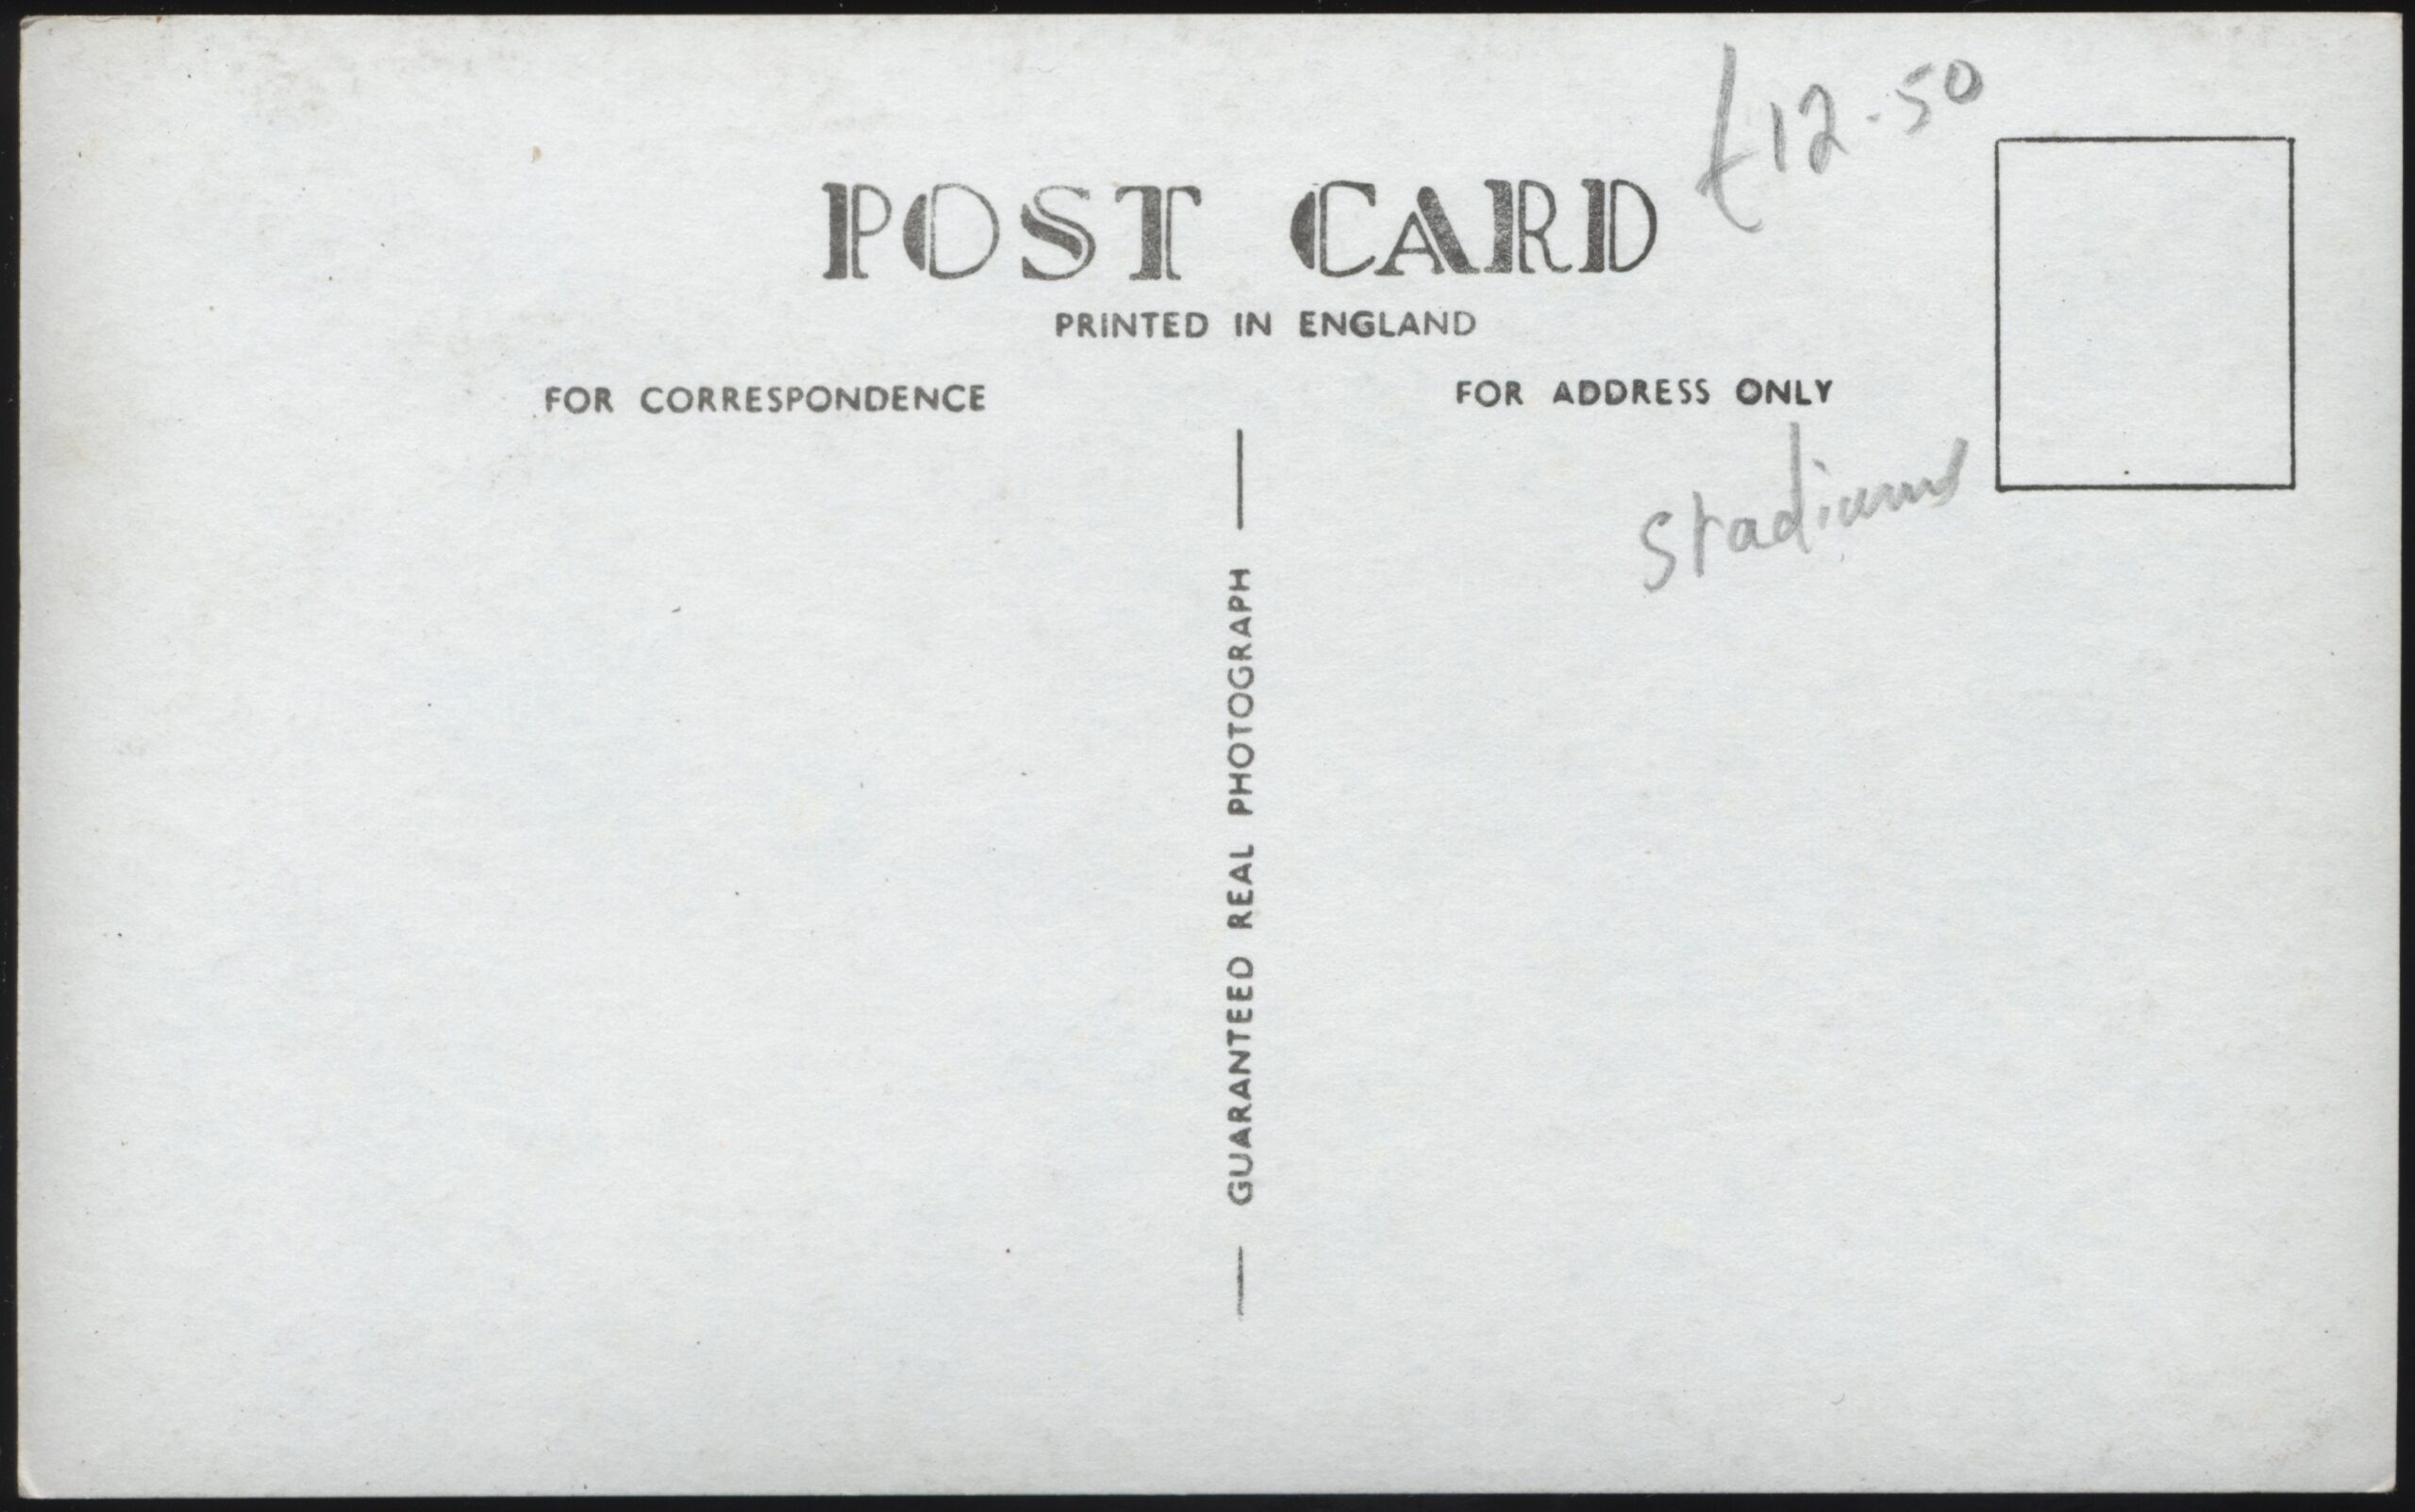 £12.50
POST CARD
PRINTED IN ENGLAND
FOR CORRESPONDENCE
FOR ADDRESS ONLY
Stadiums
GUARANTEED REAL PHOTOGRAPH